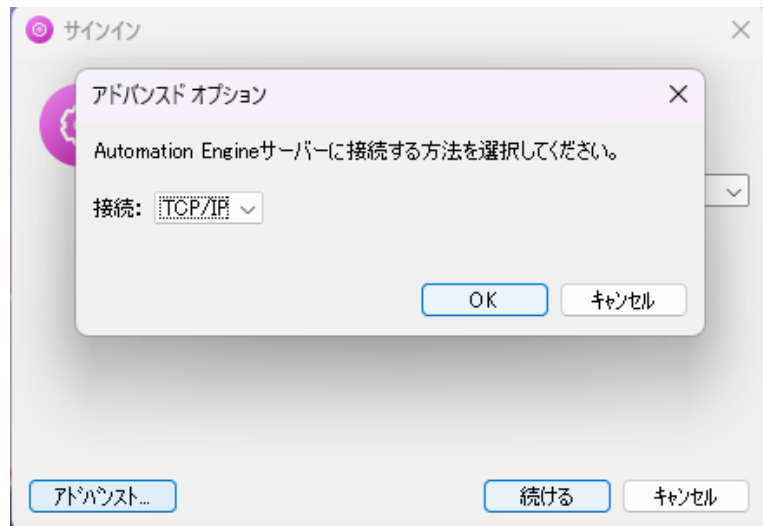 サインイン
アドバンスド オプション
Automation Engineサーバーに接続する方法を選択してください。
接続: TCP/IP
OK キャンセル
アドバンスト... 続ける キャンセル